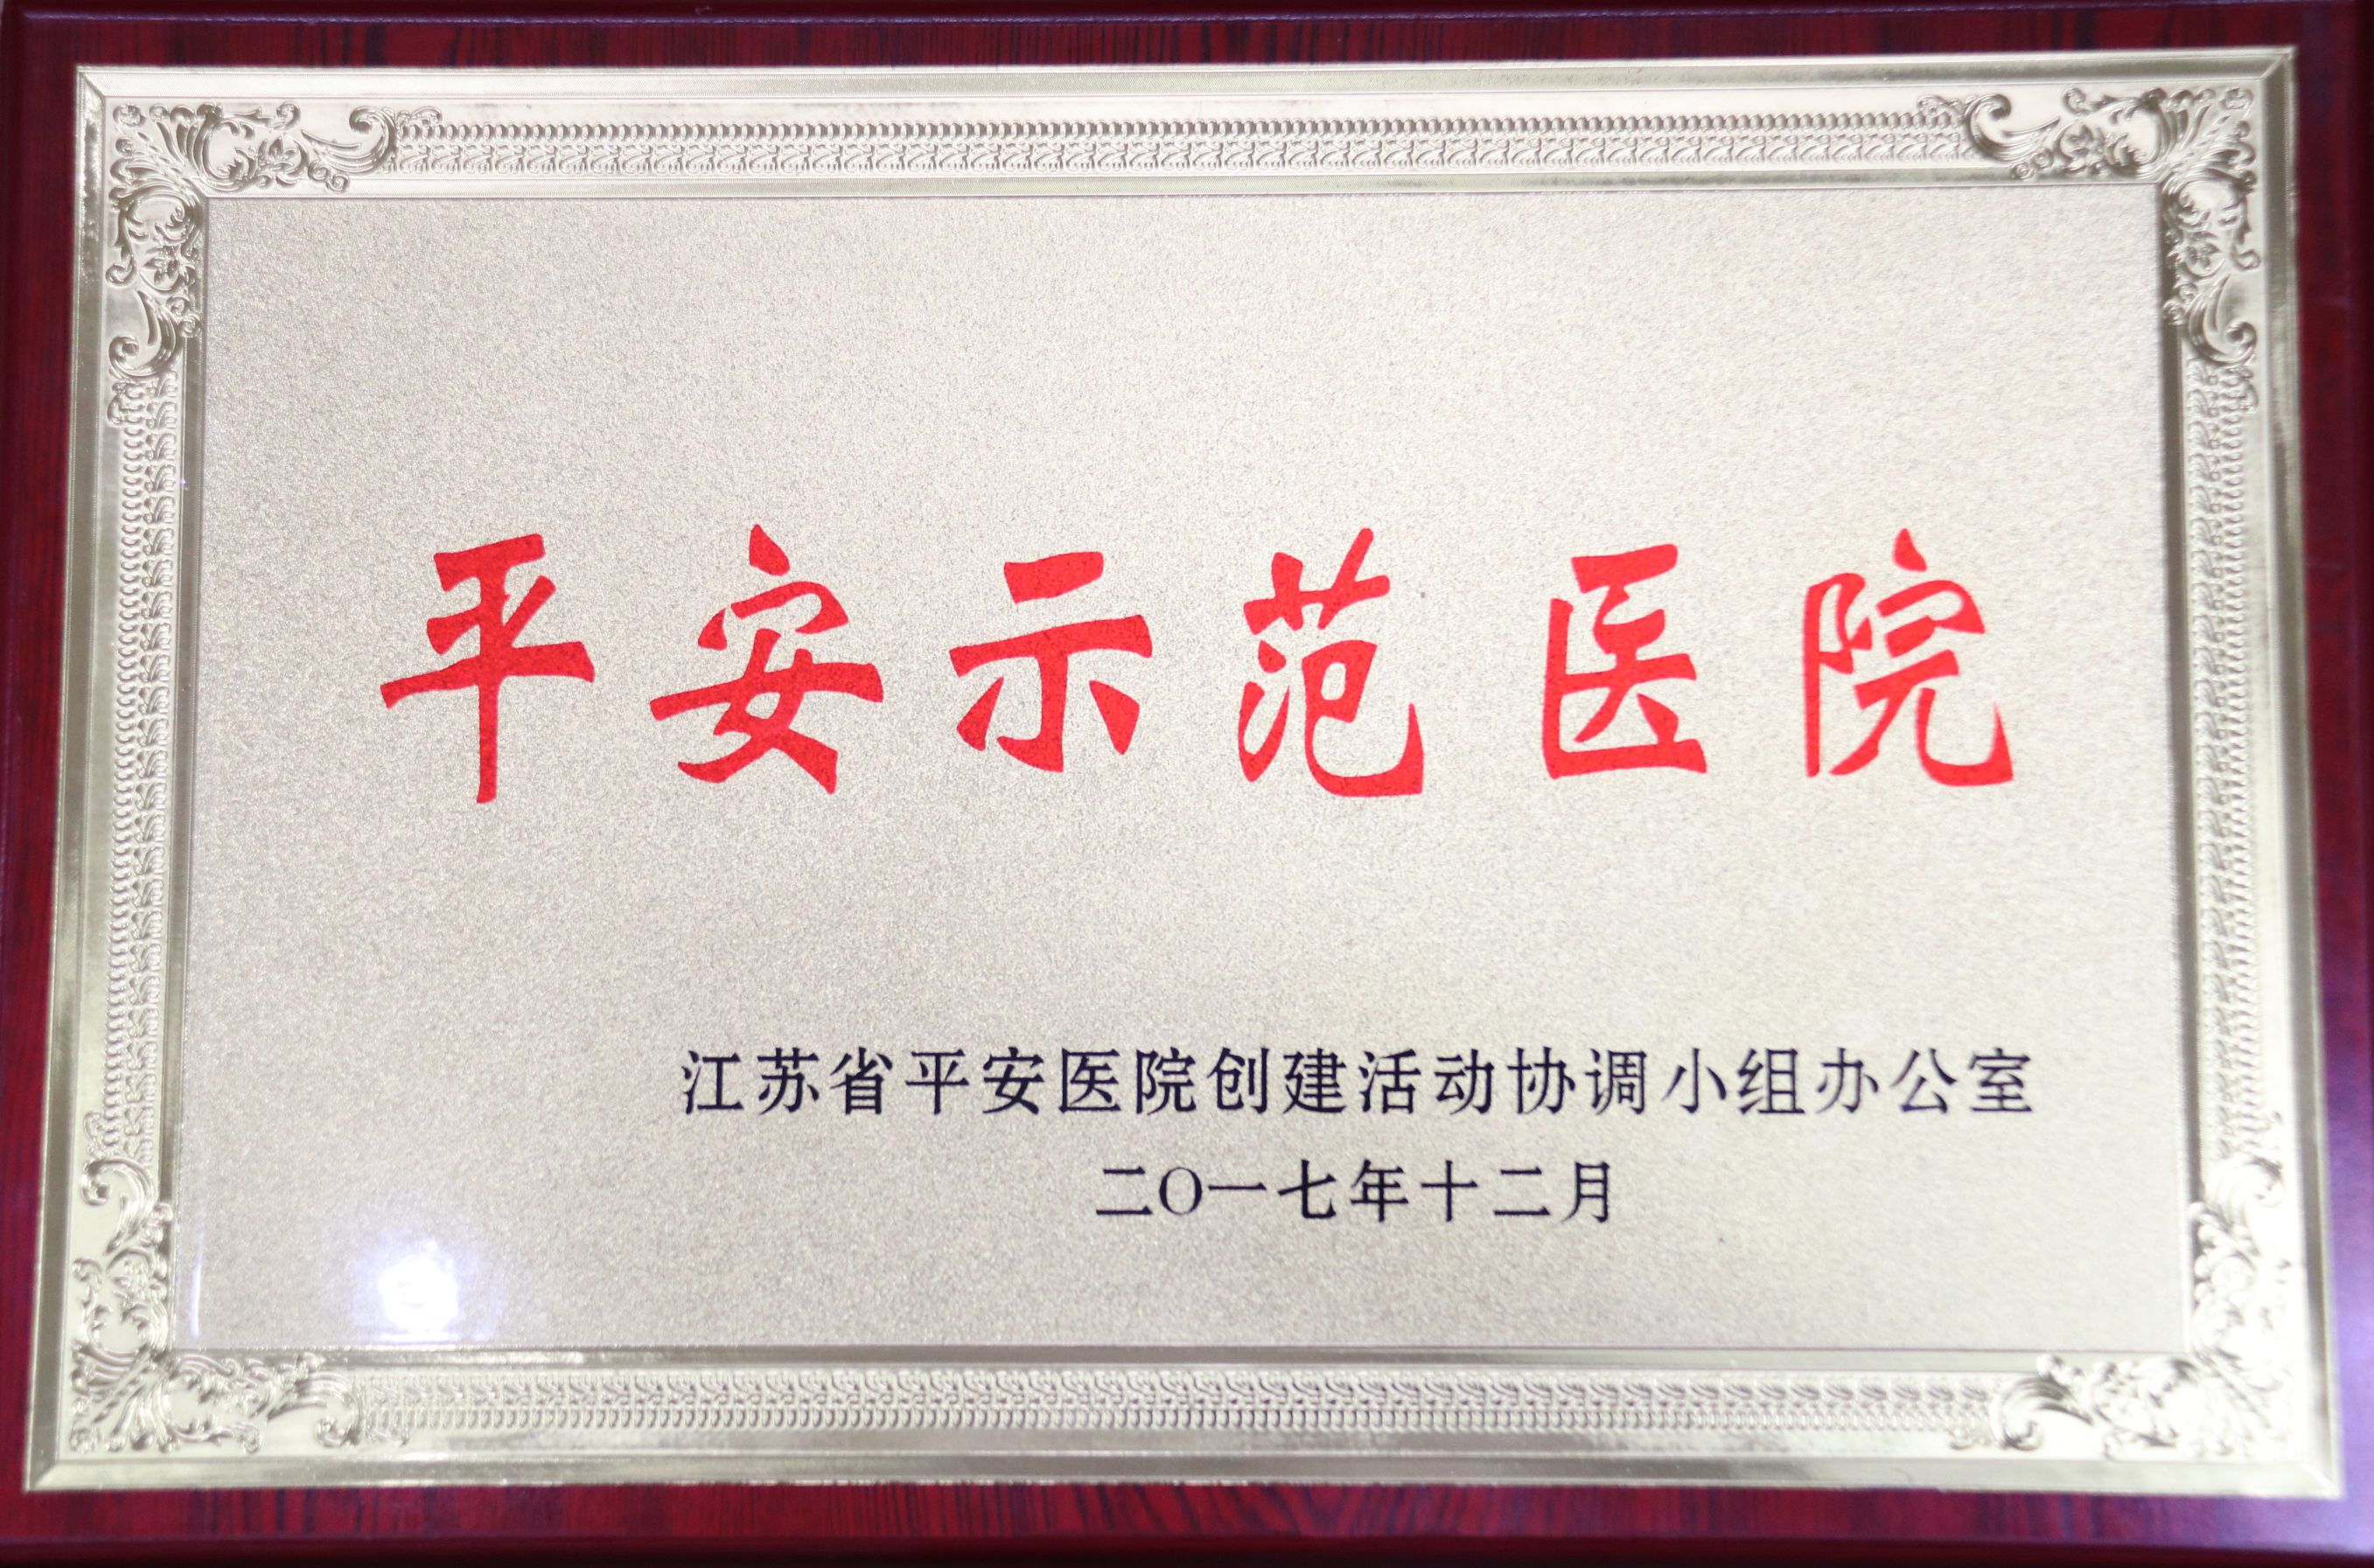 平安示范医院
江苏省平安医院创建活动协调小组办公室
二〇一七年十二月